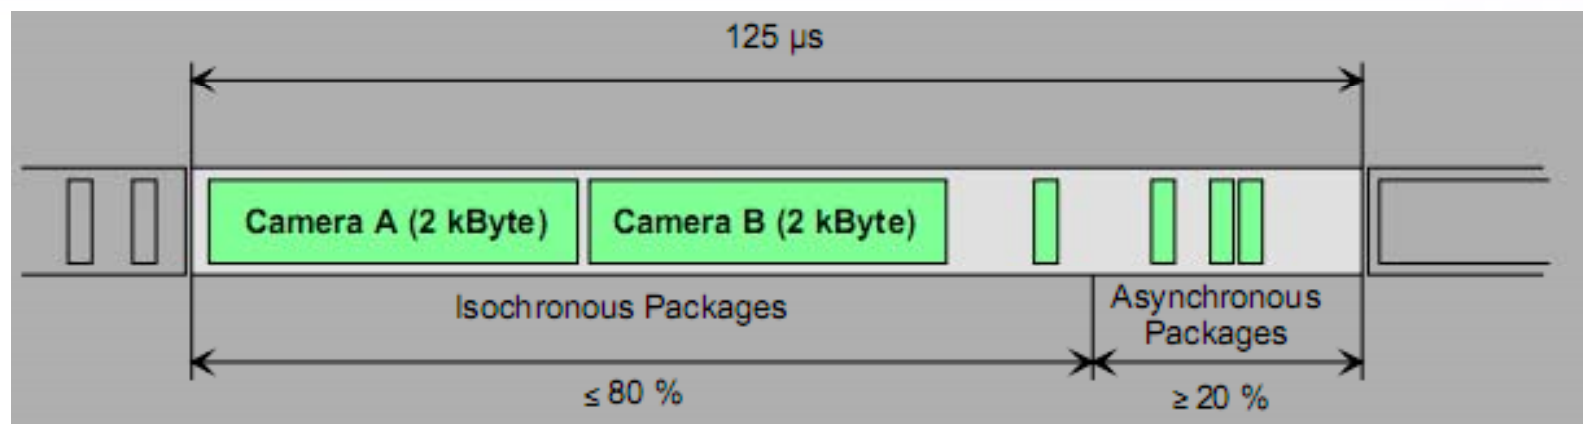 125 µs
Camera A (2 kByte)
Camera B (2 kByte)
Isochronous Packages
Asynchronous
Packages
≤ 80 %
≥ 20 %